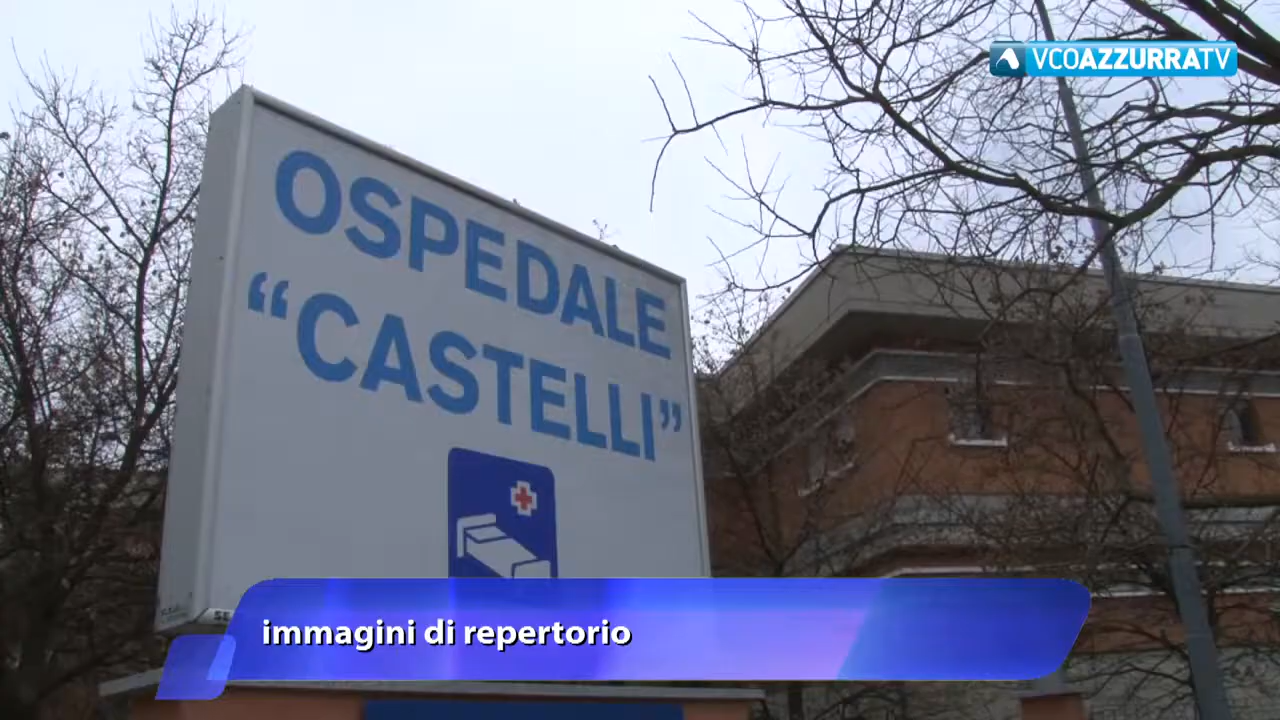 VCOAZZURRATV
OSPEDALE
“CASTELLI”
immagini di repertorio